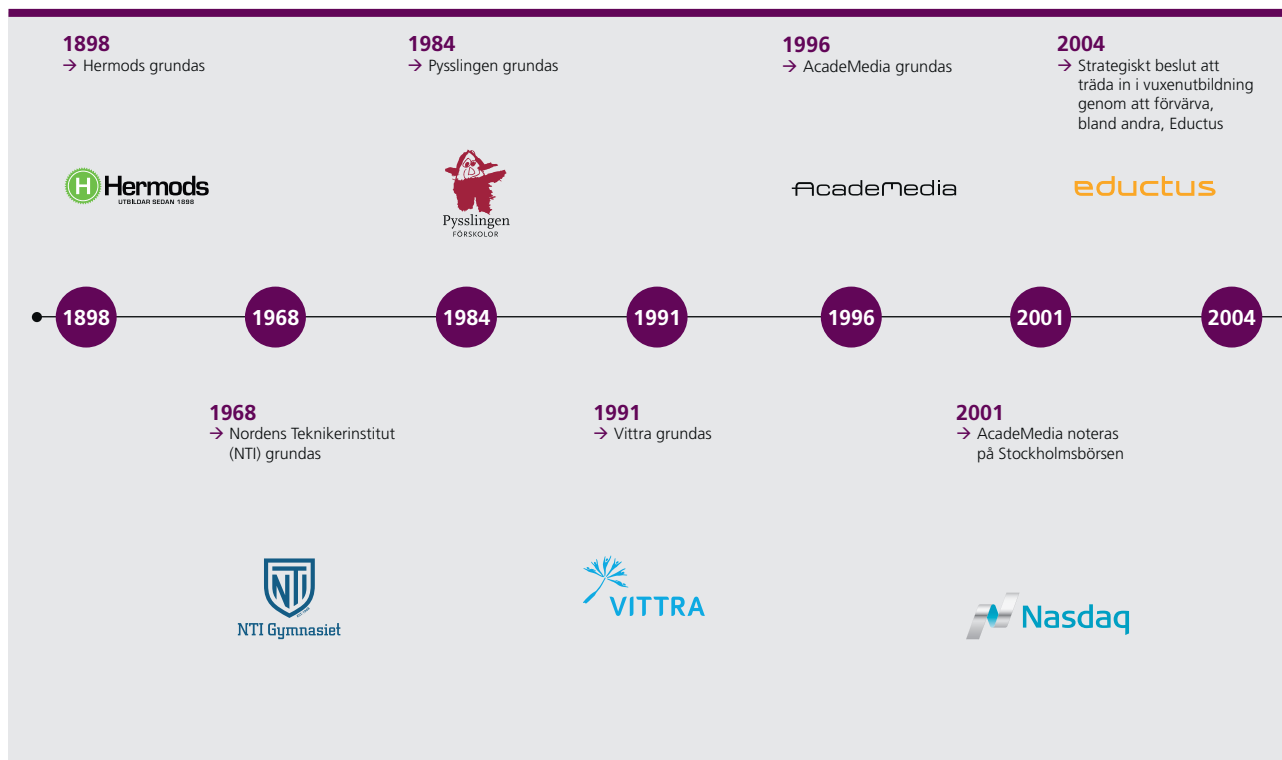 1898
→ Hermods grundas
1984
→ Pysslingen grundas
1996
→ AcadeMedia grundas
2004
→ Strategiskt beslut att
träda in i vuxenutbildning
genom att förvärva,
bland andra, Eductus
H Hermods
UTBILDAR SEDAN 1898
Pysslingen
FÖRSKOLOR
AcadeMedia
eductus
1898
1968
1984
1991
1996
2001
2004
1968
→ Nordens Teknikerinstitut
(NTI) grundas
1991
→ Vittra grundas
2001
→ AcadeMedia noteras
på Stockholmsbörsen
NTI
NTI Gymnasiet
VITTRA
Nasdaq